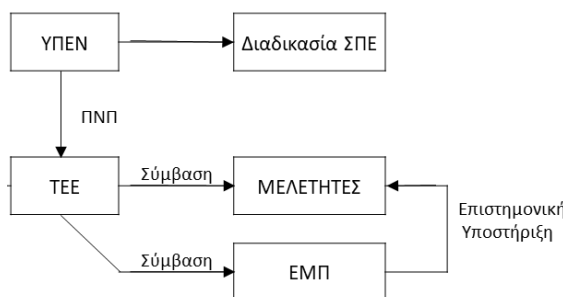 ΥΠΕΝ
Διαδικασία ΣΠΕ
ΠΝΠ
ΤΕΕ
Σύμβαση
ΜΕΛΕΤΗΤΕΣ
Επιστημονική
Υποστήριξη
Σύμβαση
ΕΜΠ